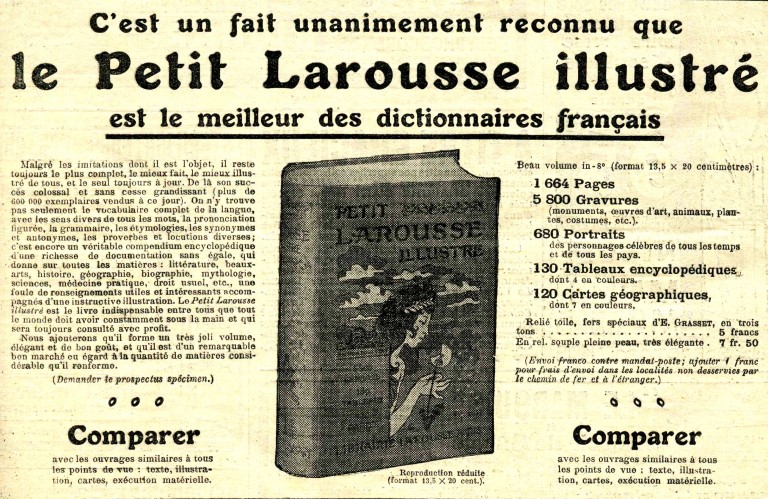 C'est un fait unanimement reconnu que
le Petit Larousse illustré
est le meilleur des dictionnaires français
Malgré les imitations dont il est l'objet, il reste
toujours le plus complet, le mieux fait, le mieux illus-
tré de tous, et le seul toujours à jour. De là son suc-
cès colossal et sans cesse grandissant (plus de
600 000 exemplaires vendus à ce jour). On n'y trouve
pas seulement le vocabulaire complet de la langue,
avec les sens divers de tous les mots, la prononciation
figurée, la grammaire, les étymologies, les synonymes
et antonymes, les proverbes et locutions diverses;
c'est encore un véritable compendium encyclopédique
d'une richesse de documentation sans égale, qui
donne sur toutes les matières : littérature, beaux-
arts, histoire, géographie, biographie, mythologie,
sciences, médecine pratique, droit usuel, etc., une
foule de renseignements utiles et intéressants accom-
pagnés d'une instructive illustration. Le Petit Larousse
illustré est le livre indispensable entre tous que tout
le monde doit avoir constamment sous la main et qui
sera toujours consulté avec profit.
Nous ajouterons qu'il forme un très joli volume,
élégant et de bon goût, et qu'il est d'un remarquable
bon marché eu égard à la quantité de matières consi-
dérable qu'il renferme.
(Demander le prospectus spécimen.)
Comparer
avec les ouvrages similaires à tous
les points de vue : texte, illustra-
tion, cartes, exécution matérielle.
PETIT
LAROUSSE
ILLUSTRÉ
LIBRAIRIE LAROUSSE
Reproduction réduite
(format 13,5 × 20 cent.).
Beau volume in-8° (format 13,5 × 20 centimètres) :
1 664 Pages
5 800 Gravures
(monuments, œuvres d'art, animaux, plan-
tes, costumes, etc.).
680 Portraits
des personnages célèbres de tous les temps
et de tous les pays.
130 Tableaux encyclopédiques
dont 4 en couleurs.
120 Cartes géographiques,
dont 7 en couleurs.
Relié toile, fers spéciaux d'E. GRASSET, en trois
tons . . . . . . . . . . . . . . . . . . . . 5 francs
En rel. souple pleine peau, très élégante . 7 fr. 50
(Envoi franco contre mandat-poste; ajouter 1 franc
pour frais d'envoi dans les localités non desservies par
le chemin de fer et à l'étranger.)
Comparer
avec les ouvrages similaires à tous
les points de vue : texte, illustra-
tion, cartes, exécution matérielle.